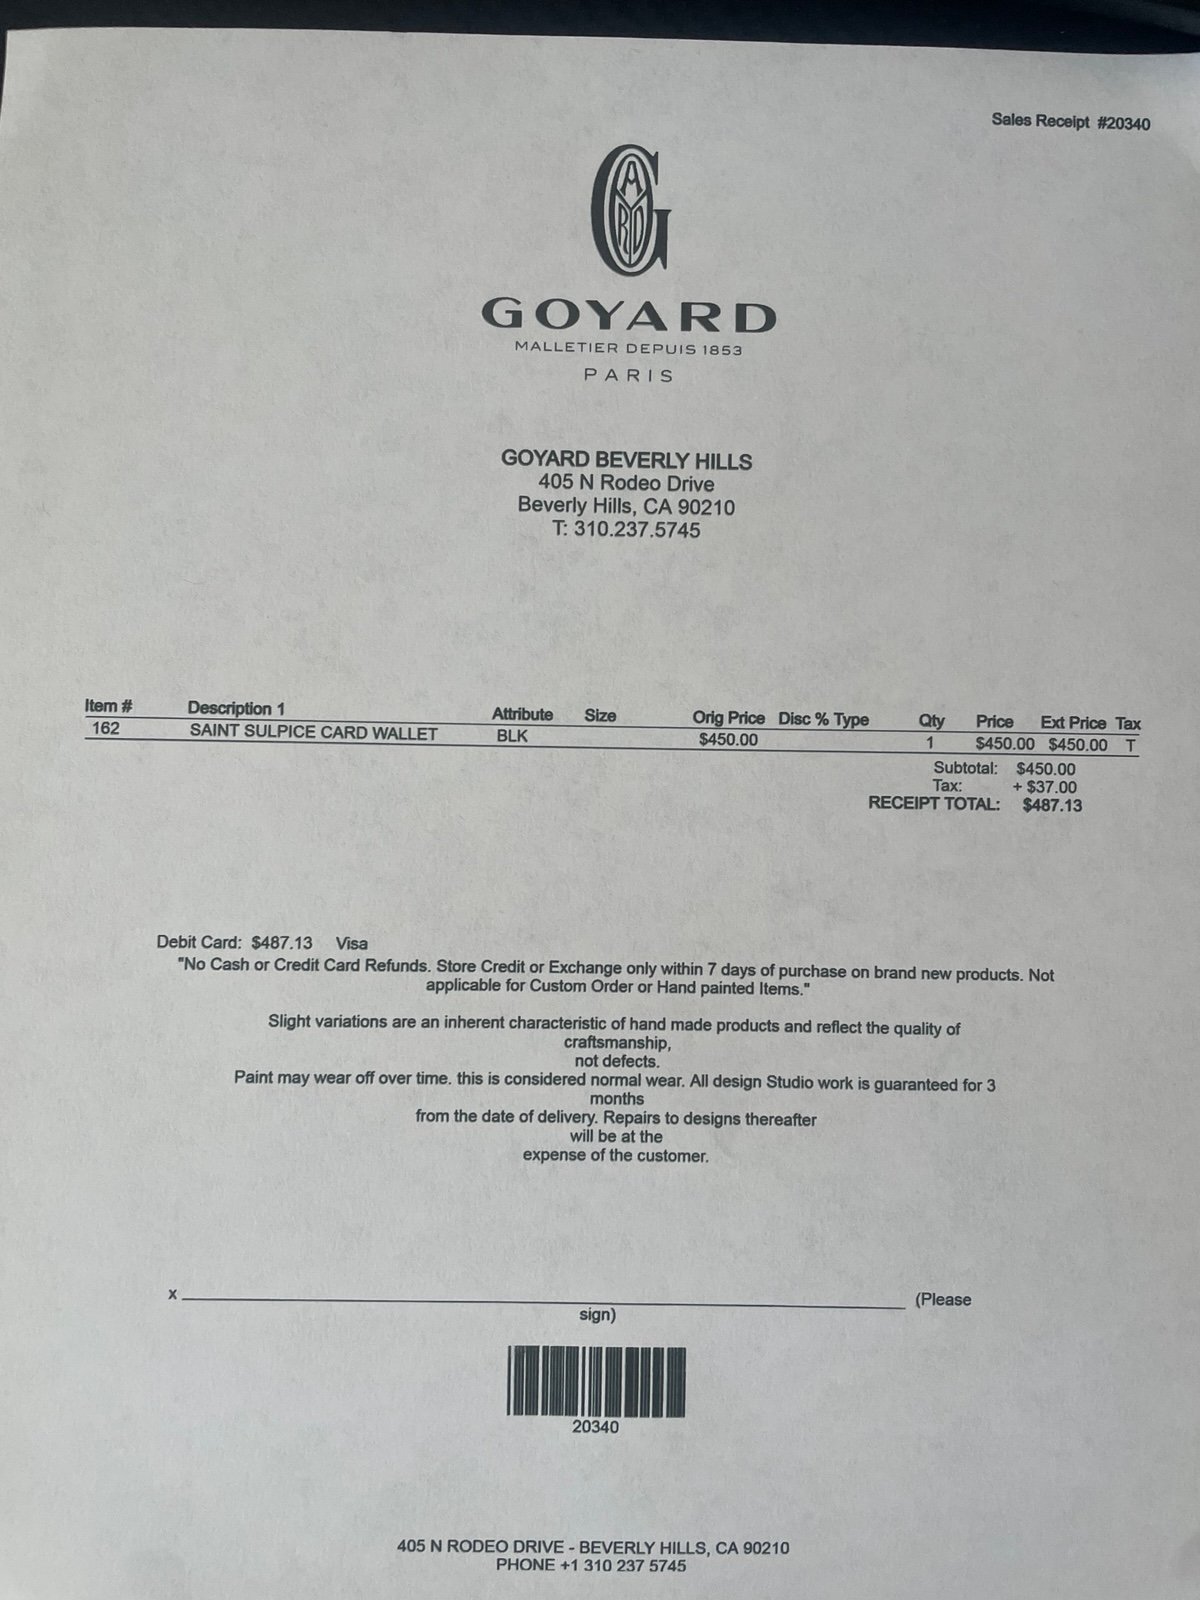 Sales Receipt #20340
GOYARD
MALLETIER DEPUIS 1853
PARIS
GOYARD BEVERLY HILLS
405 N Rodeo Drive
Beverly Hills, CA 90210
T: 310.237.5745
Item # Description 1 Attribute Size Orig Price Disc % Type Qty Price Ext Price Tax
162 SAINT SULPICE CARD WALLET BLK $450.00 1 $450.00 $450.00 T
Subtotal: $450.00
Tax: + $37.00
RECEIPT TOTAL: $487.13
Debit Card: $487.13 Visa
"No Cash or Credit Card Refunds. Store Credit or Exchange only within 7 days of purchase on brand new products. Not
applicable for Custom Order or Hand painted Items."
Slight variations are an inherent characteristic of hand made products and reflect the quality of
craftsmanship,
not defects.
Paint may wear off over time. this is considered normal wear. All design Studio work is guaranteed for 3
months
from the date of delivery. Repairs to designs thereafter
will be at the
expense of the customer.
x (Please
sign)
20340
405 N RODEO DRIVE - BEVERLY HILLS, CA 90210
PHONE +1 310 237 5745